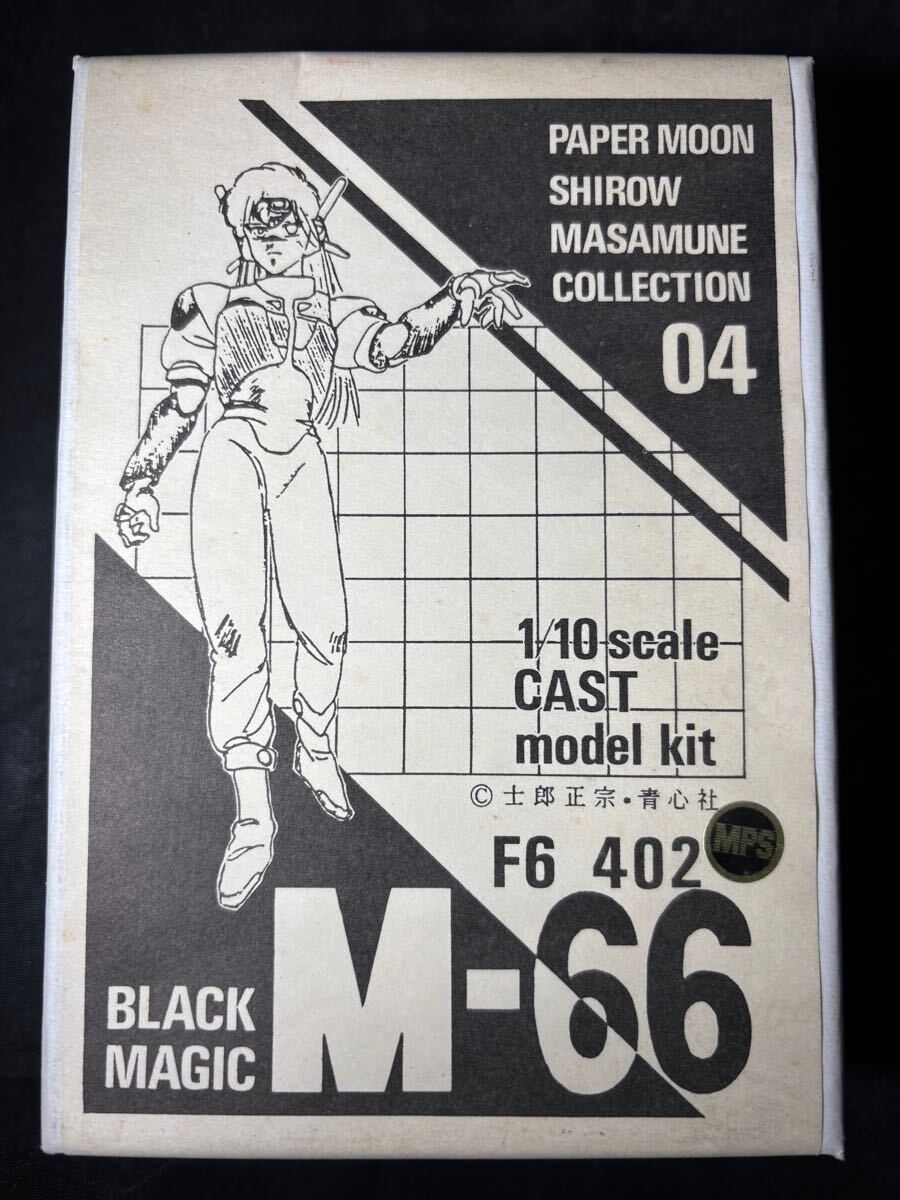 PAPER MOON
SHIROW
MASAMUNE
COLLECTION
04
1/10 scale
CAST
model kit
©士郎正宗・青心社
F6 402
MPS
BLACK
MAGIC
M-66